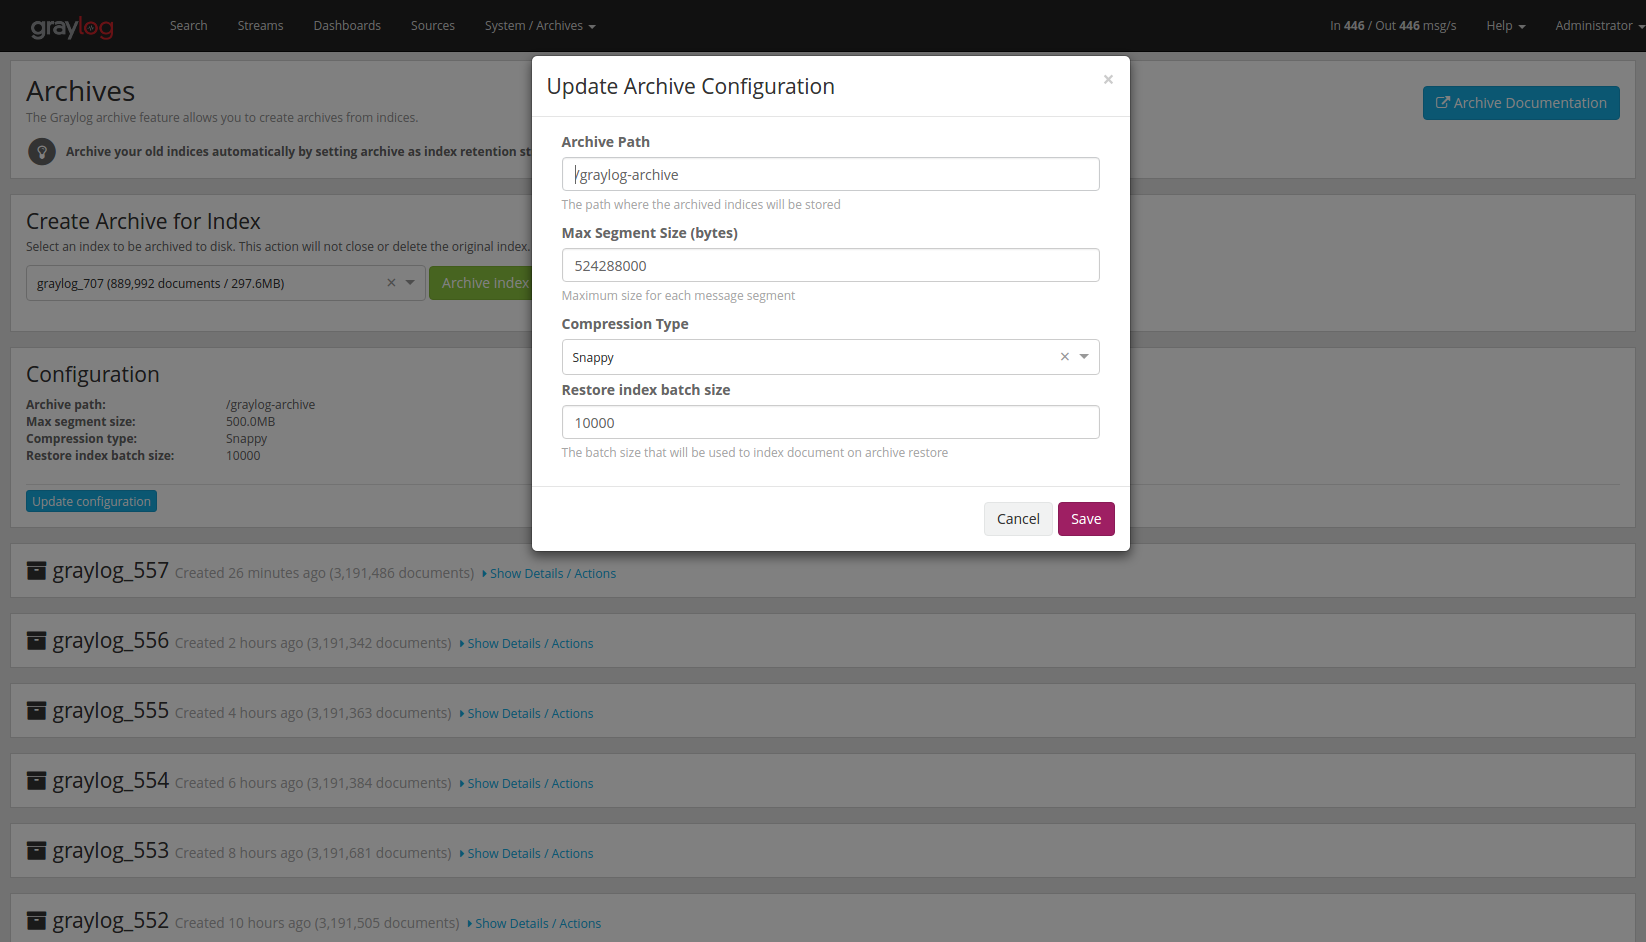 graylog Search Streams Dashboards Sources System / Archives In 446 / Out 446 msg/s Help Administrator
Update Archive Configuration ×
Archive Path
/graylog-archive
The path where the archived indices will be stored
Max Segment Size (bytes)
524288000
Maximum size for each message segment
Compression Type
Snappy ×
Restore index batch size
10000
The batch size that will be used to index document on archive restore
Cancel Save
Archives
The Graylog archive feature allows you to create archives from indices.
Archive Documentation
Archive your old indices automatically by setting archive as index retention st
Create Archive for Index
Select an index to be archived to disk. This action will not close or delete the original index.
graylog_707 (889,992 documents / 297.6MB) × Archive Index
Configuration
Archive path: /graylog-archive
Max segment size: 500.0MB
Compression type: Snappy
Restore index batch size: 10000
Update configuration
graylog_557 Created 26 minutes ago (3,191,486 documents) Show Details / Actions
graylog_556 Created 2 hours ago (3,191,342 documents) Show Details / Actions
graylog_555 Created 4 hours ago (3,191,363 documents) Show Details / Actions
graylog_554 Created 6 hours ago (3,191,384 documents) Show Details / Actions
graylog_553 Created 8 hours ago (3,191,681 documents) Show Details / Actions
graylog_552 Created 10 hours ago (3,191,505 documents) Show Details / Actions